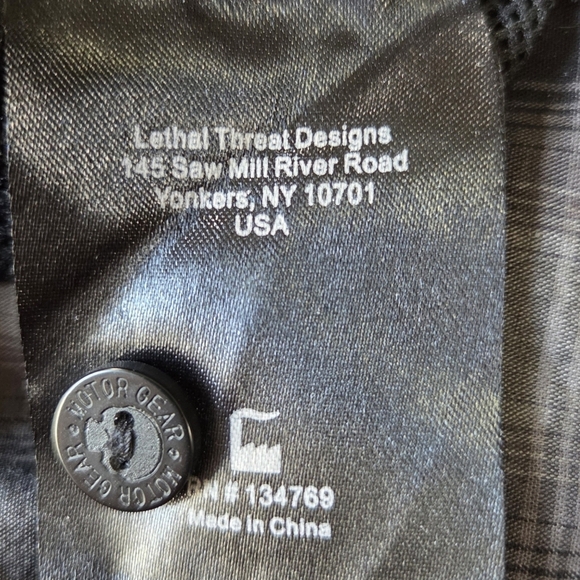 Lethal Threat Designs
145 Saw Mill River Road
Yonkers, NY 10701
USA
MOTOR GEAR
MOTOR GEAR
RN # 134769
Made in China